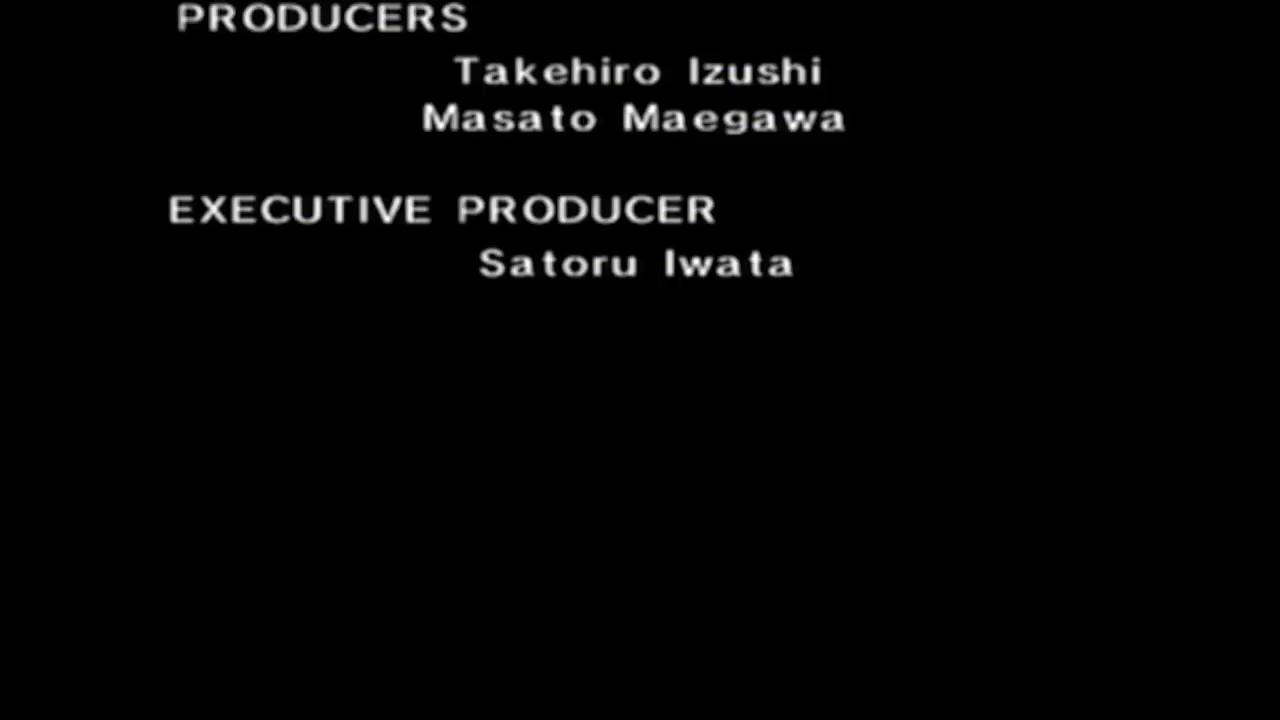 PRODUCERS
Takehiro Izushi
Masato Maegawa
EXECUTIVE PRODUCER
Satoru Iwata